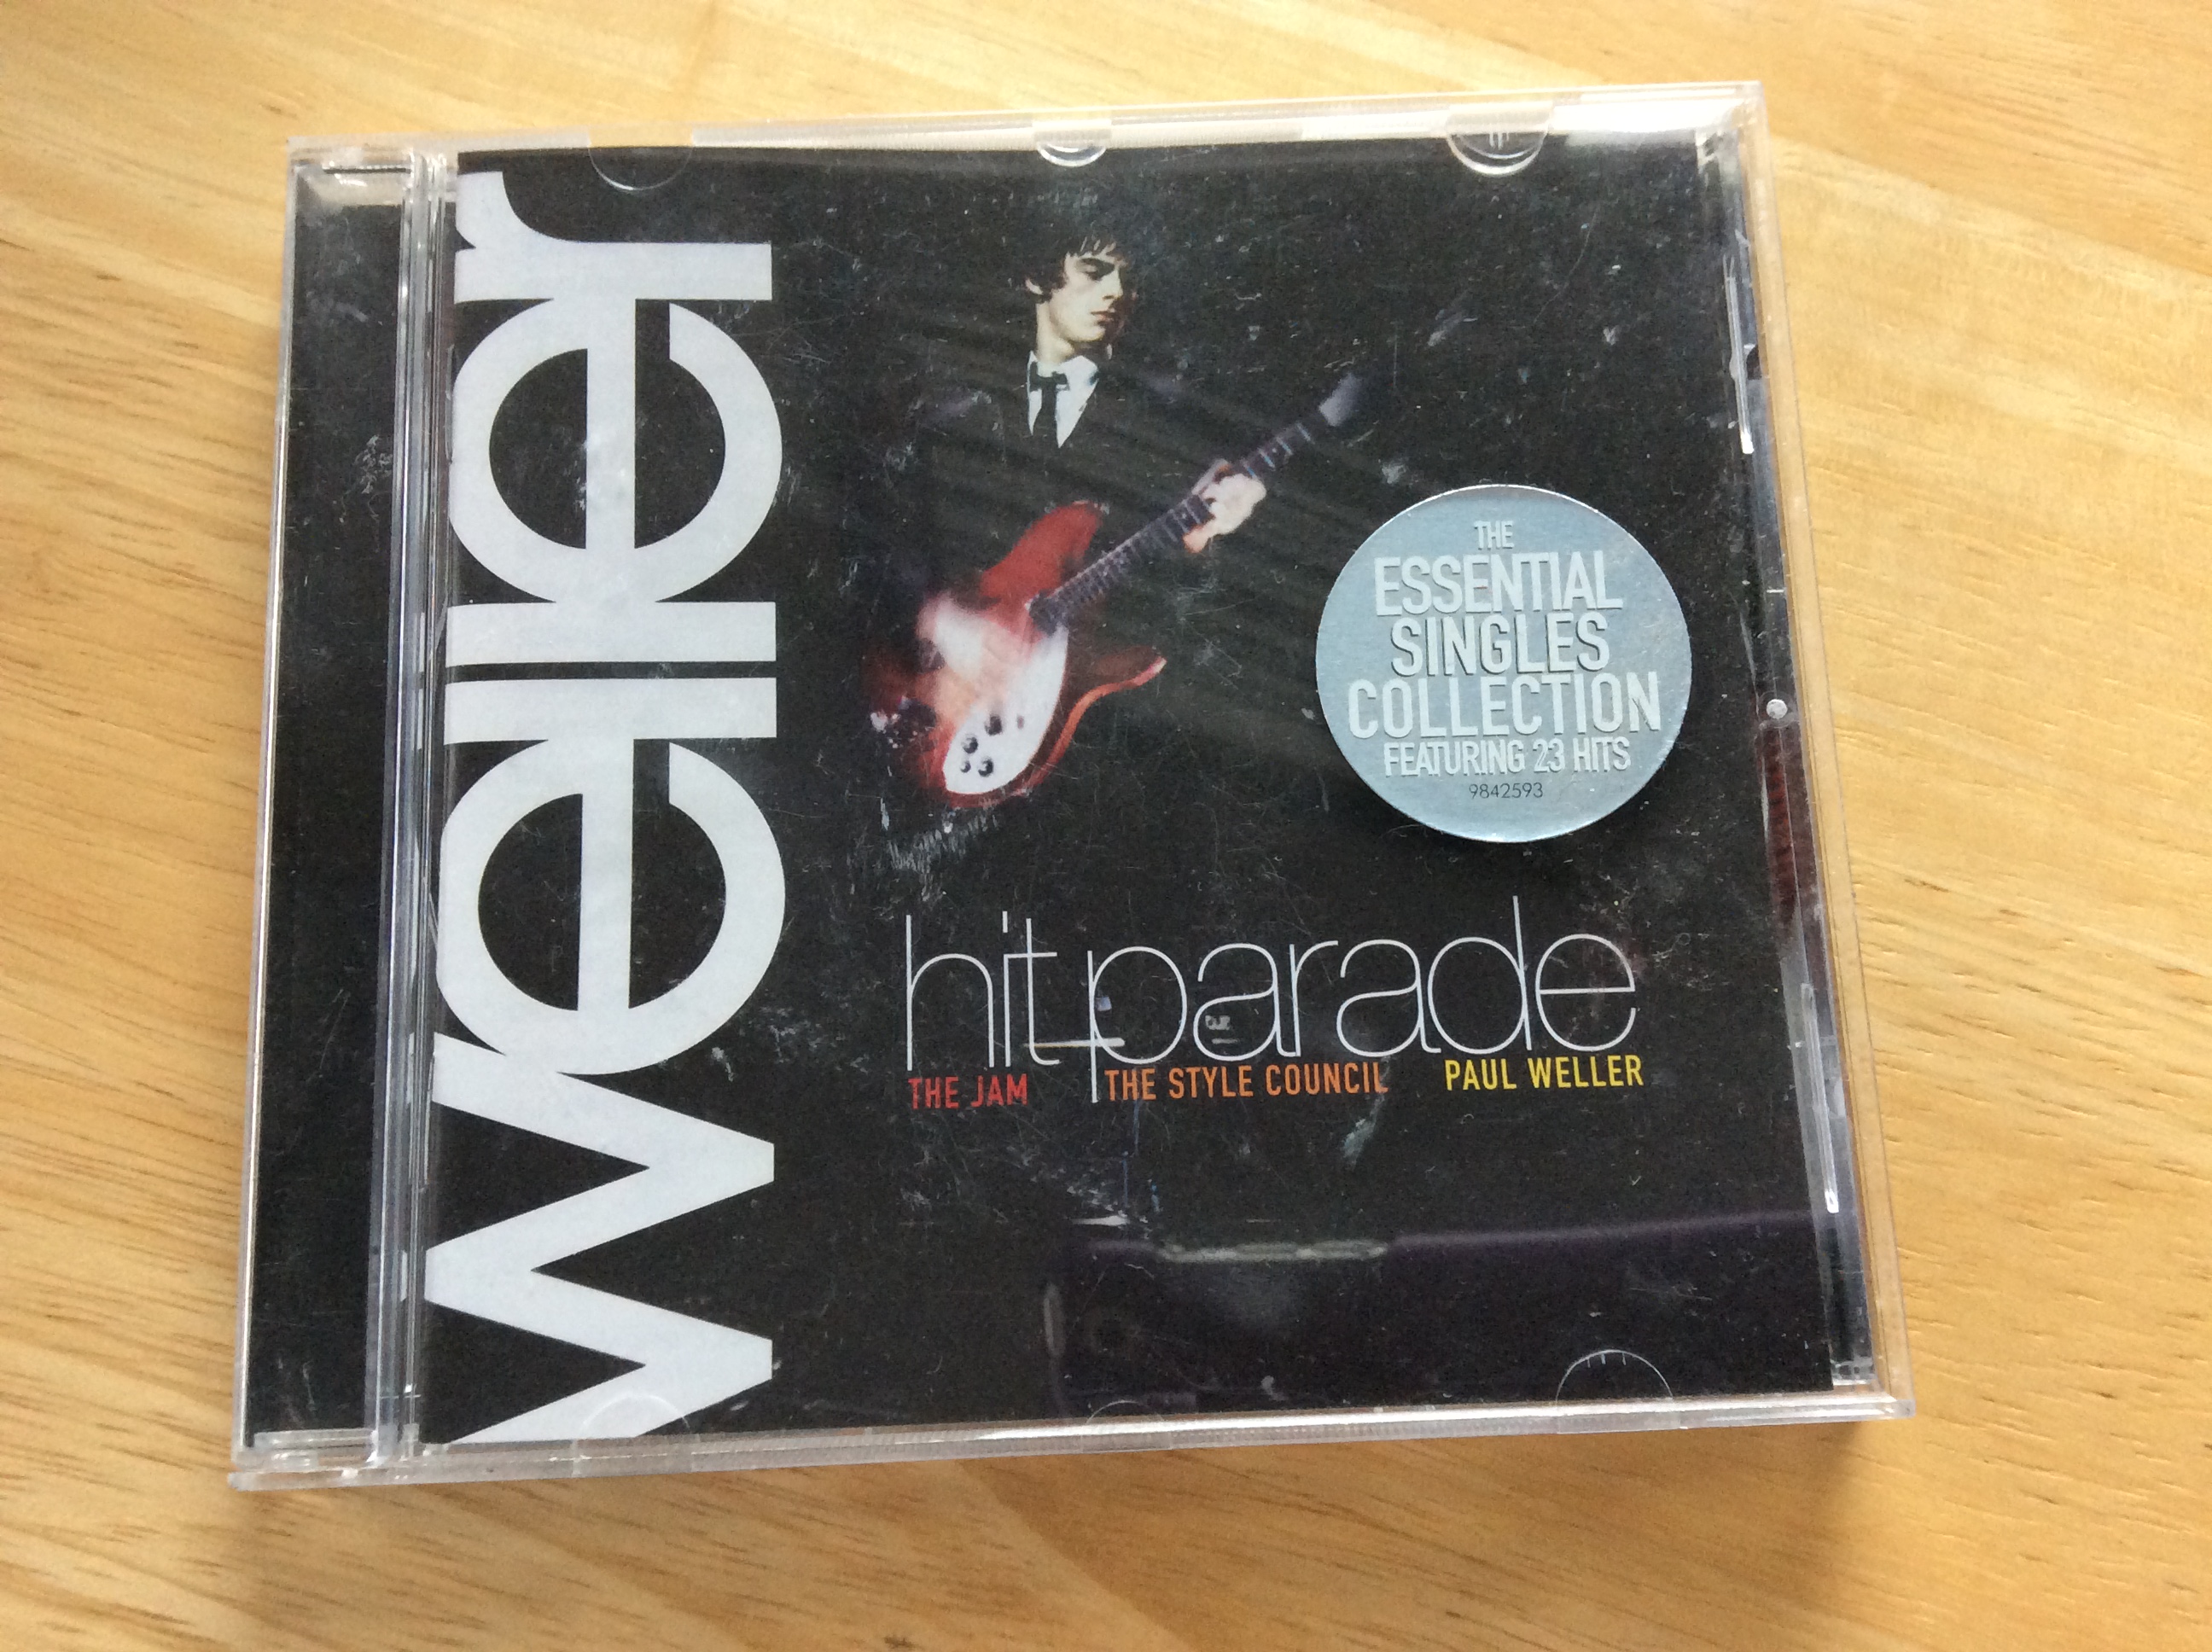 weller
THE
ESSENTIAL
SINGLES
COLLECTION
FEATURING 23 HITS
9842593
hit parade
THE JAM THE STYLE COUNCIL PAUL WELLER